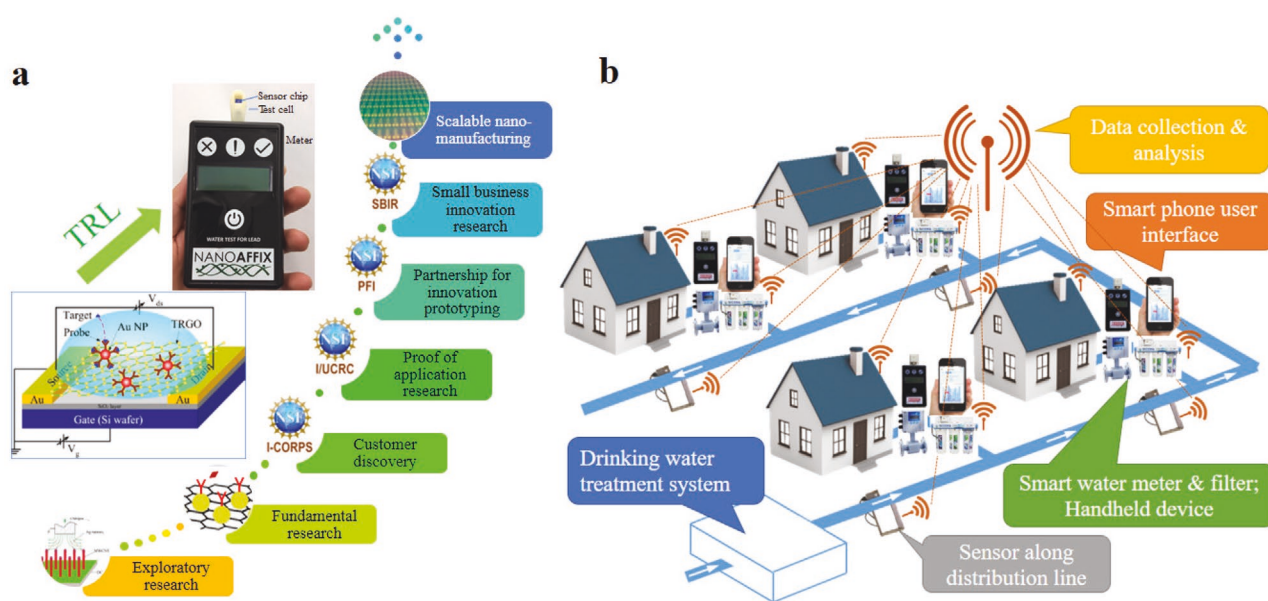 a
Sensor chip
Test cell
Meter
WATER TEST FOR LEAD
NANOAFFIX
TRL
V_ds
Target
Probe
Au NP
TRGO
Source
Drain
Au
Au
Gate (Si wafer)
V_g
Scalable nano-
manufacturing
NSF
SBIR
Small business
innovation research
NSF
PFI
Partnership for
innovation
prototyping
NSF
I/UCRC
Proof of
application
research
NSF
I-CORPS
Customer
discovery
Fundamental
research
Exploratory
research
b
Data collection &
analysis
Smart phone user
interface
Drinking water
treatment system
Smart water meter & filter;
Handheld device
Sensor along
distribution line